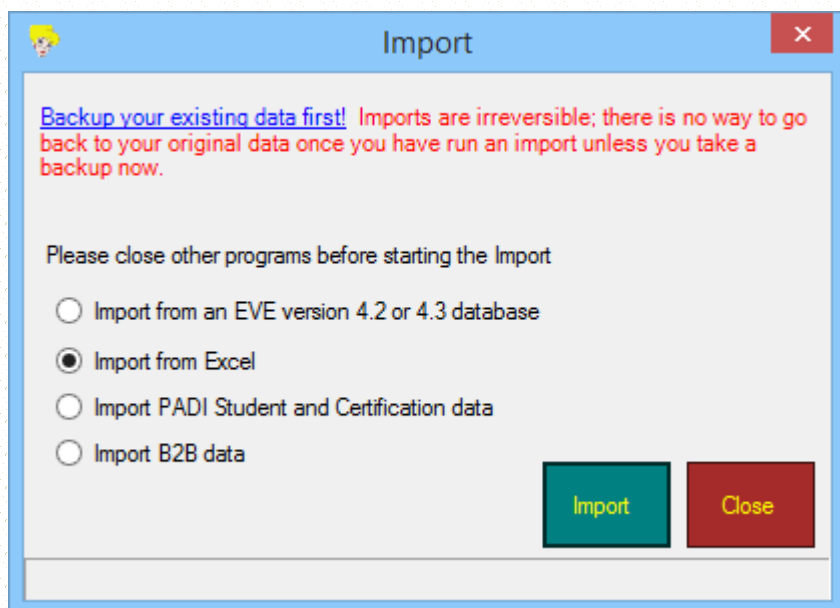 Import
Backup your existing data first! Imports are irreversible; there is no way to go
back to your original data once you have run an import unless you take a
backup now.
Please close other programs before starting the Import
Import from an EVE version 4.2 or 4.3 database
Import from Excel
Import PADI Student and Certification data
Import B2B data
Import
Close